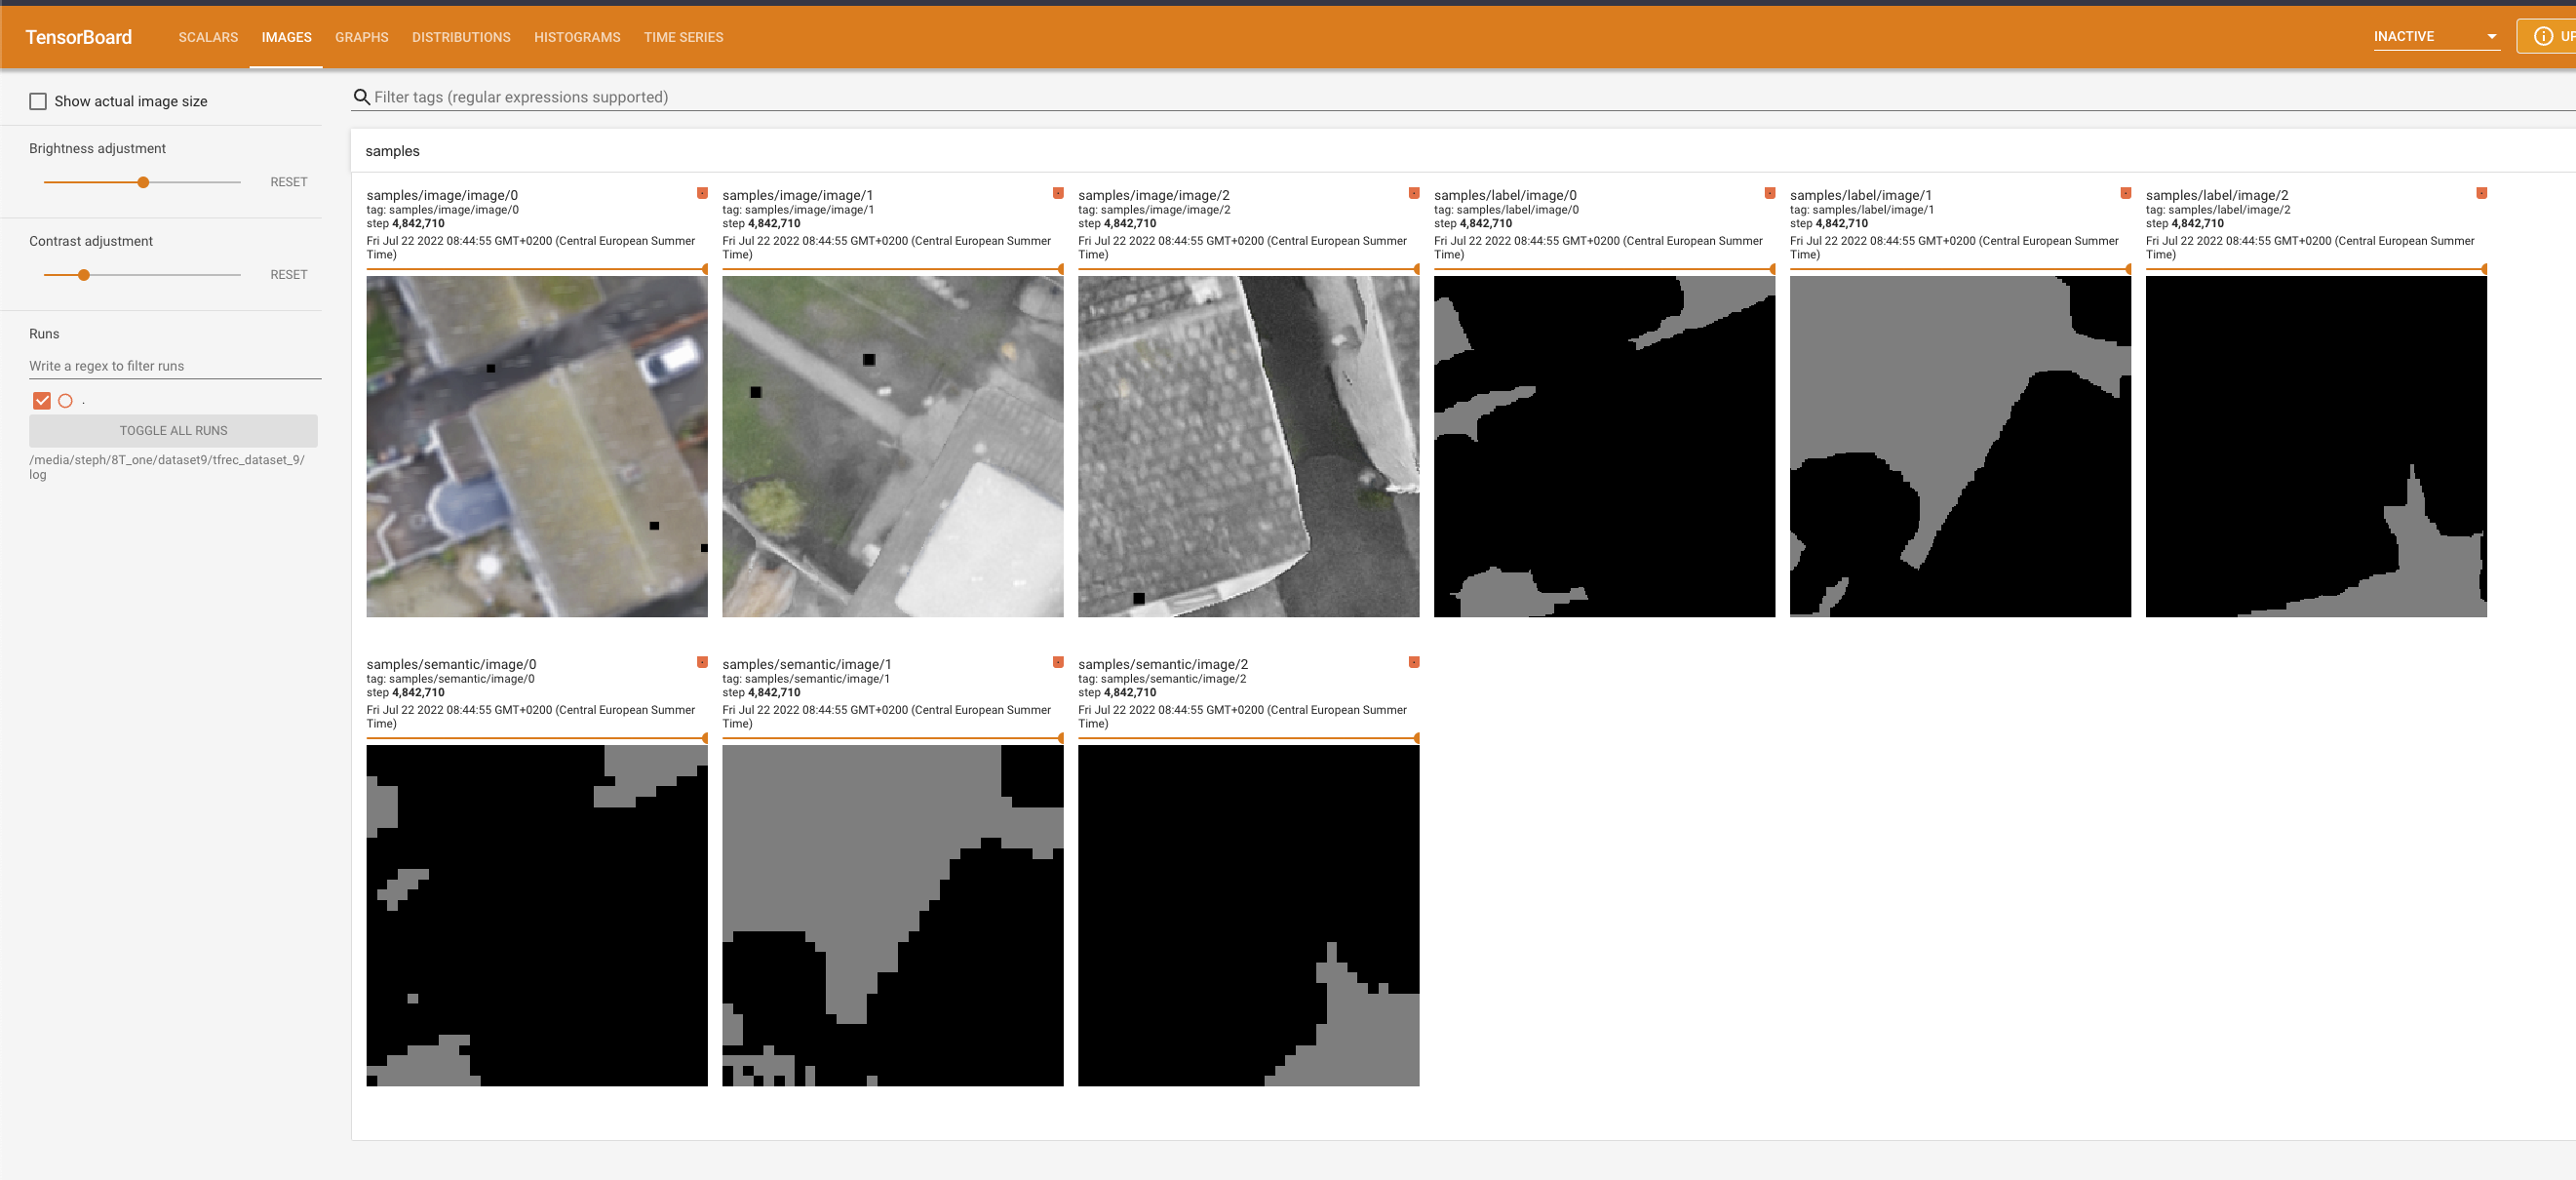 TensorBoard
SCALARS
IMAGES
GRAPHS
DISTRIBUTIONS
HISTOGRAMS
TIME SERIES
INACTIVE
Show actual image size
Brightness adjustment
RESET
Contrast adjustment
RESET
Runs
Write a regex to filter runs
.
TOGGLE ALL RUNS
/media/steph/8T_one/dataset9/tfrec_dataset_9/
log
Filter tags (regular expressions supported)
samples
samples/image/image/0
tag: samples/image/image/0
step 4,842,710
Fri Jul 22 2022 08:44:55 GMT+0200 (Central European Summer
Time)
samples/image/image/1
tag: samples/image/image/1
step 4,842,710
Fri Jul 22 2022 08:44:55 GMT+0200 (Central European Summer
Time)
samples/image/image/2
tag: samples/image/image/2
step 4,842,710
Fri Jul 22 2022 08:44:55 GMT+0200 (Central European Summer
Time)
samples/label/image/0
tag: samples/label/image/0
step 4,842,710
Fri Jul 22 2022 08:44:55 GMT+0200 (Central European Summer
Time)
samples/label/image/1
tag: samples/label/image/1
step 4,842,710
Fri Jul 22 2022 08:44:55 GMT+0200 (Central European Summer
Time)
samples/label/image/2
tag: samples/label/image/2
step 4,842,710
Fri Jul 22 2022 08:44:55 GMT+0200 (Central European Summer
Time)
samples/semantic/image/0
tag: samples/semantic/image/0
step 4,842,710
Fri Jul 22 2022 08:44:55 GMT+0200 (Central European Summer
Time)
samples/semantic/image/1
tag: samples/semantic/image/1
step 4,842,710
Fri Jul 22 2022 08:44:55 GMT+0200 (Central European Summer
Time)
samples/semantic/image/2
tag: samples/semantic/image/2
step 4,842,710
Fri Jul 22 2022 08:44:55 GMT+0200 (Central European Summer
Time)